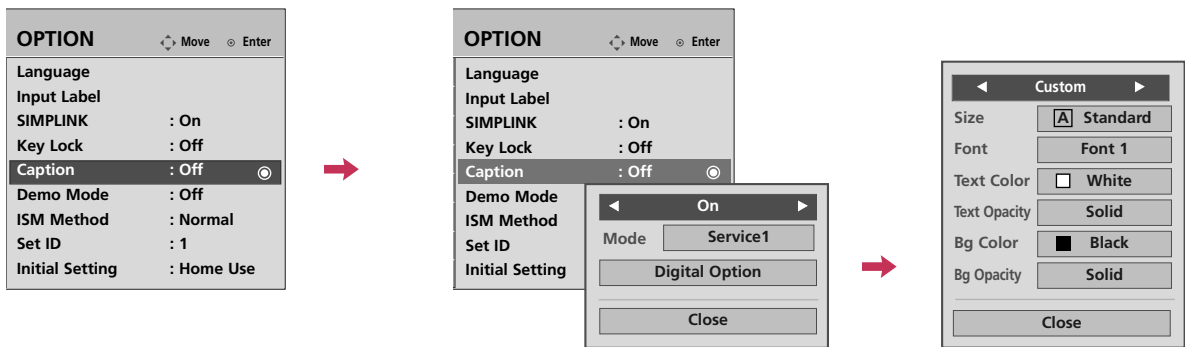 OPTION Move Enter
Language
Input Label
SIMPLINK : On
Key Lock : Off
Caption : Off
Demo Mode : Off
ISM Method : Normal
Set ID : 1
Initial Setting : Home Use
OPTION Move Enter
Language
Input Label
SIMPLINK : On
Key Lock : Off
Caption : Off
Demo Mode
ISM Method
Set ID
Initial Setting
On
Mode Service1
Digital Option
Close
Custom
Size A Standard
Font Font 1
Text Color White
Text Opacity Solid
Bg Color Black
Bg Opacity Solid
Close